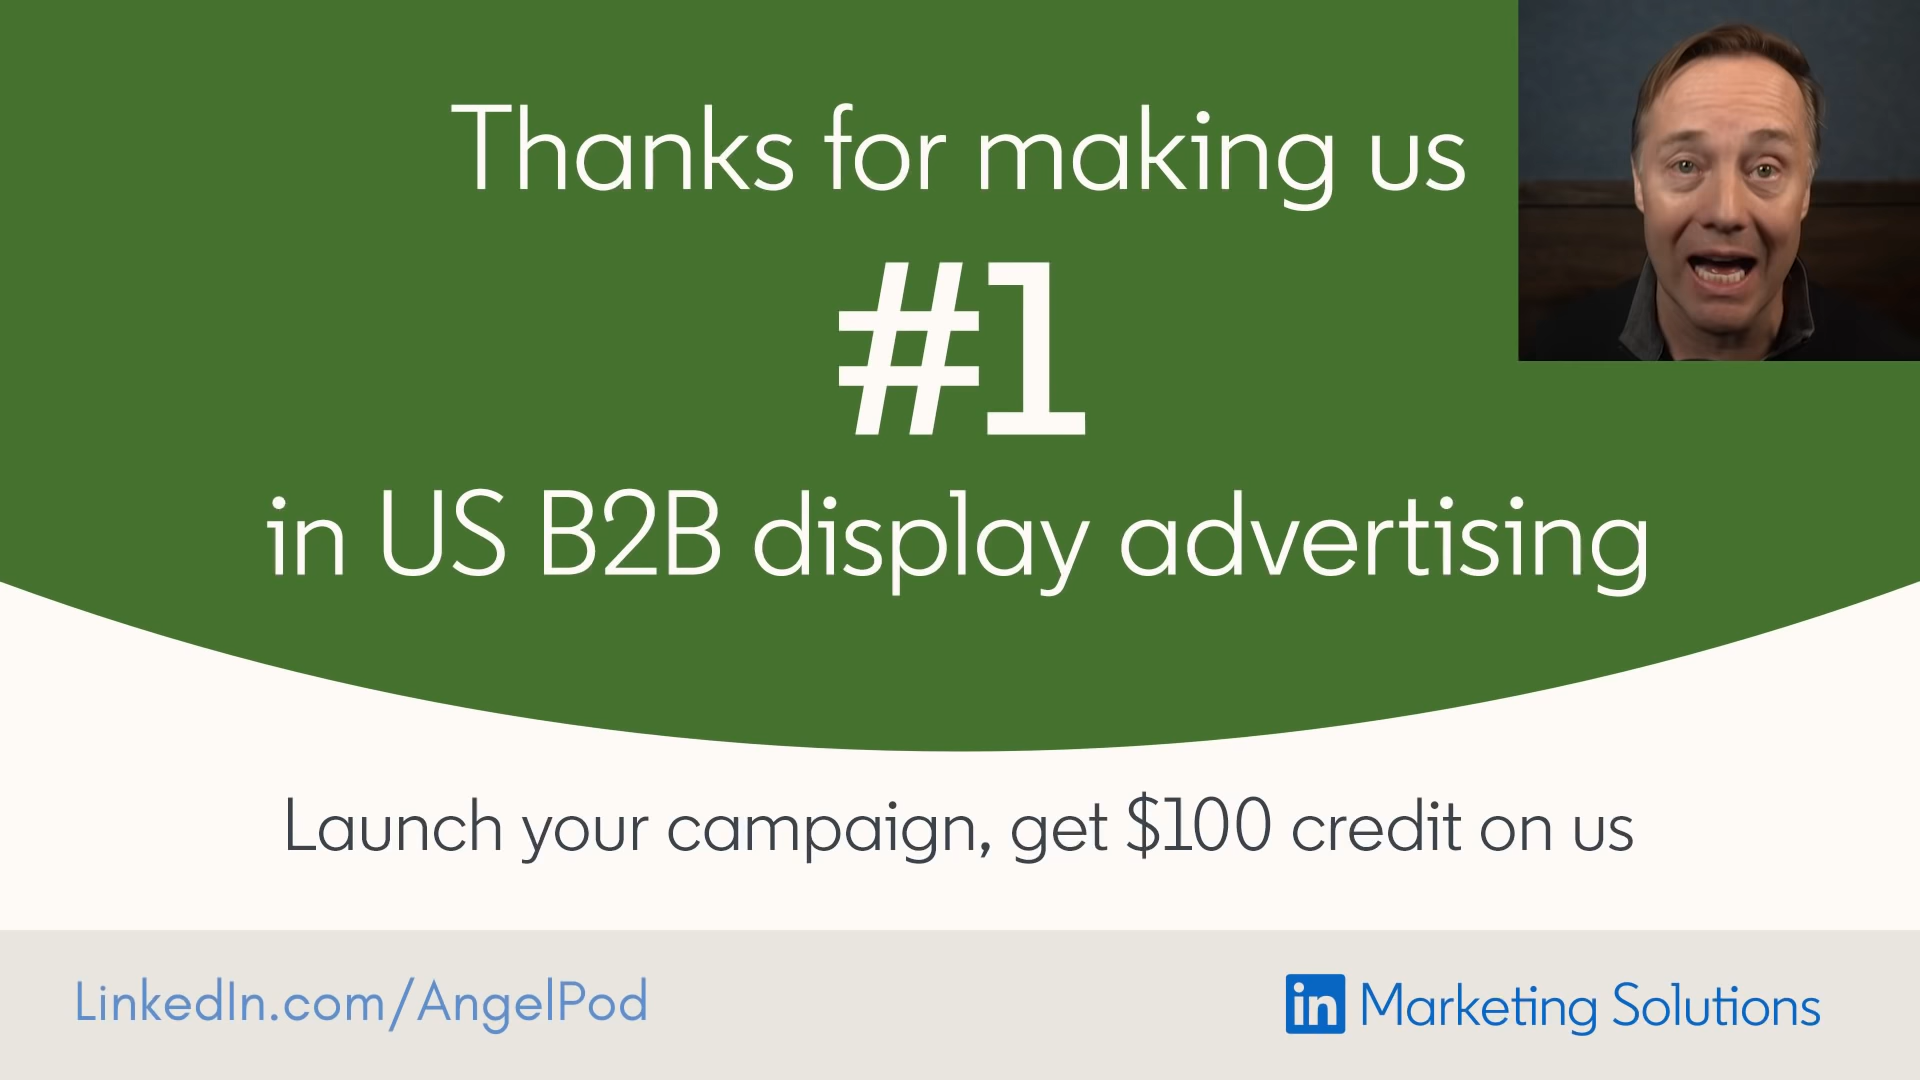 Thanks for making us
#1
in US B2B display advertising
Launch your campaign, get $100 credit on us
LinkedIn.com/AngelPod
in Marketing Solutions